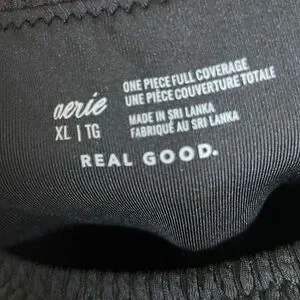 aerie
XL | TG
ONE PIECE FULL COVERAGE
UNE PIÈCE COUVERTURE TOTALE
MADE IN SRI LANKA
FABRIQUÉ AU SRI LANKA
REAL GOOD.